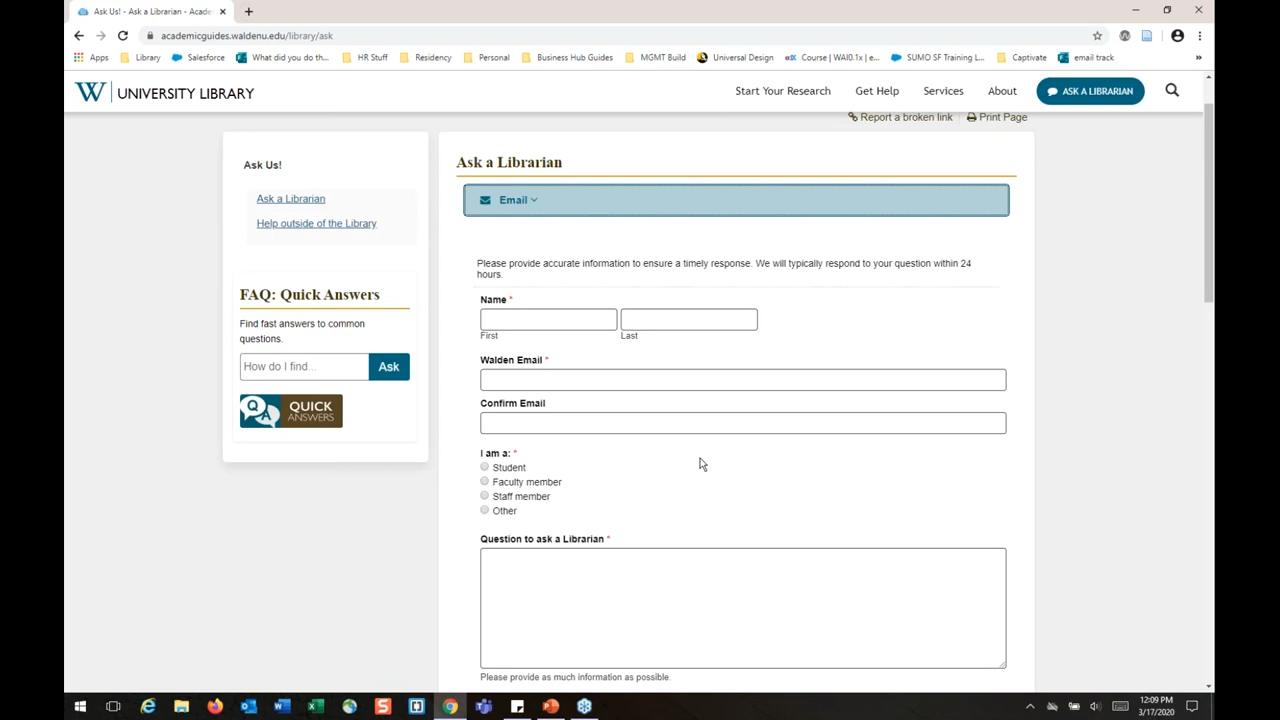 Ask Us! - Ask a Librarian - Acade
academicguides.waldenu.edu/library/ask
Apps Library Salesforce What did you do th... HR Stuff Residency Personal Business Hub Guides MGMT Build Universal Design Course | WAI0.1x | e... SUMO SF Training L... Captivate email track »
W UNIVERSITY LIBRARY Start Your Research Get Help Services About ASK A LIBRARIAN
Report a broken link Print Page
Ask Us!
Ask a Librarian
Help outside of the Library
FAQ: Quick Answers
Find fast answers to common
questions.
How do I find... Ask
Q A QUICK
ANSWERS
Ask a Librarian
Email
Please provide accurate information to ensure a timely response. We will typically respond to your question within 24
hours.
Name *
First Last
Walden Email *
Confirm Email
I am a: *
Student
Faculty member
Staff member
Other
Question to ask a Librarian *
Please provide as much information as possible.
12:09 PM
3/17/2020